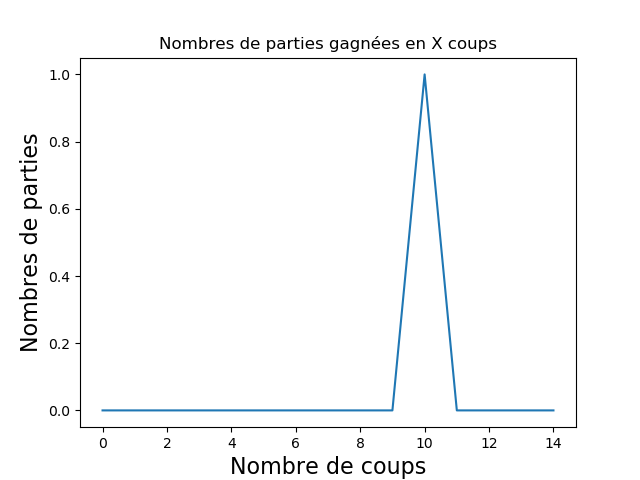 Nombres de parties gagnées en X coups
1.0
0.8
0.6
0.4
0.2
0.0
Nombres de parties
0 2 4 6 8 10 12 14
Nombre de coups